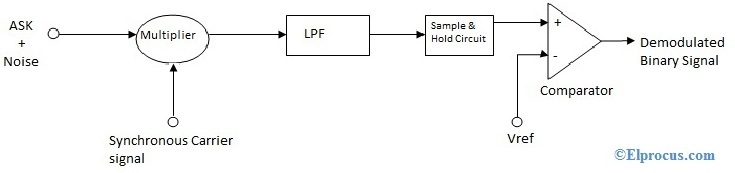 ASK
+
Noise
Multiplier
Synchronous Carrier
signal
LPF
Sample &
Hold Circuit
+
-
Comparator
Vref
Demodulated
Binary Signal
©Elprocus.com